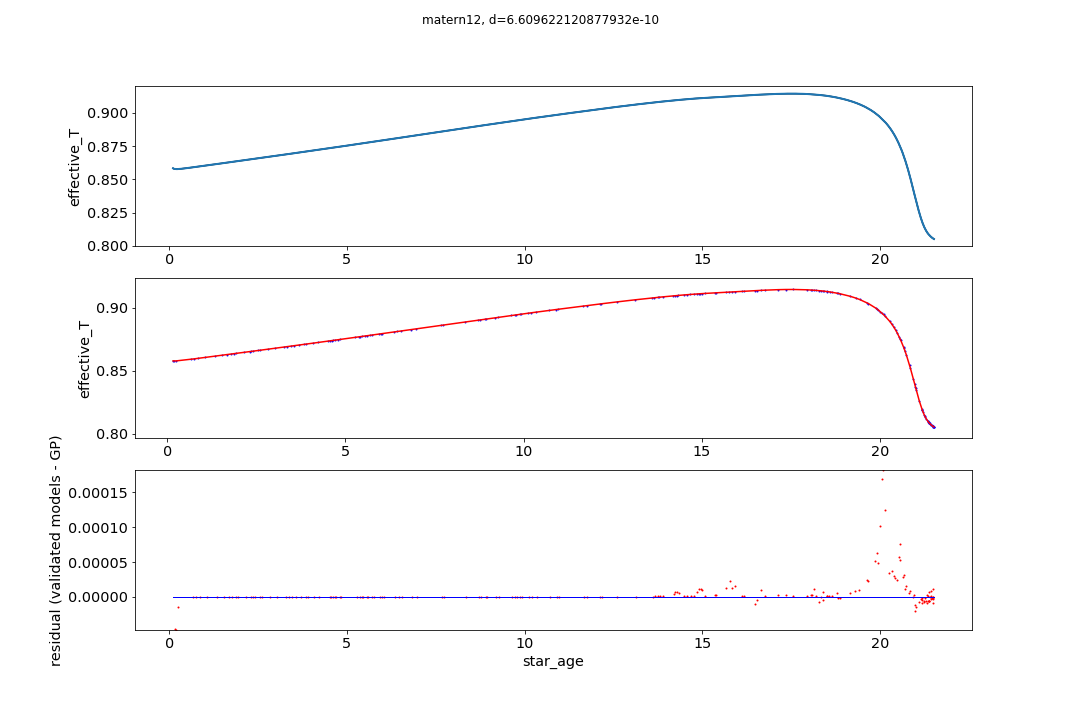 matern12, d=6.609622120877932e-10
effective_T
0.900
0.875
0.850
0.825
0.800
0 5 10 15 20
effective_T
0.90
0.85
0.80
0 5 10 15 20
residual (validated models - GP)
0.00015
0.00010
0.00005
0.00000
0 5 10 15 20
star_age